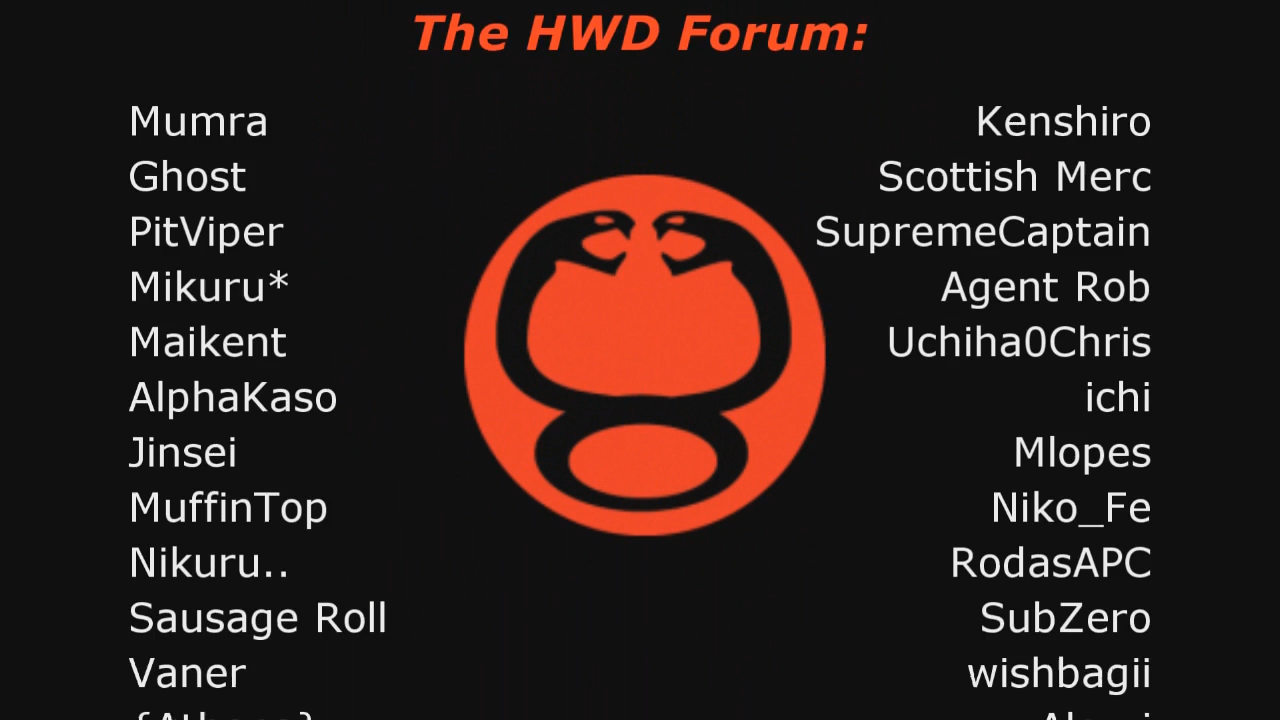 The HWD Forum:
Mumra Kenshiro
Ghost Scottish Merc
PitViper SupremeCaptain
Mikuru* Agent Rob
Maikent Uchiha0Chris
AlphaKaso ichi
Jinsei Mlopes
MuffinTop Niko_Fe
Nikuru.. RodasAPC
Sausage Roll SubZero
Vaner wishbagii